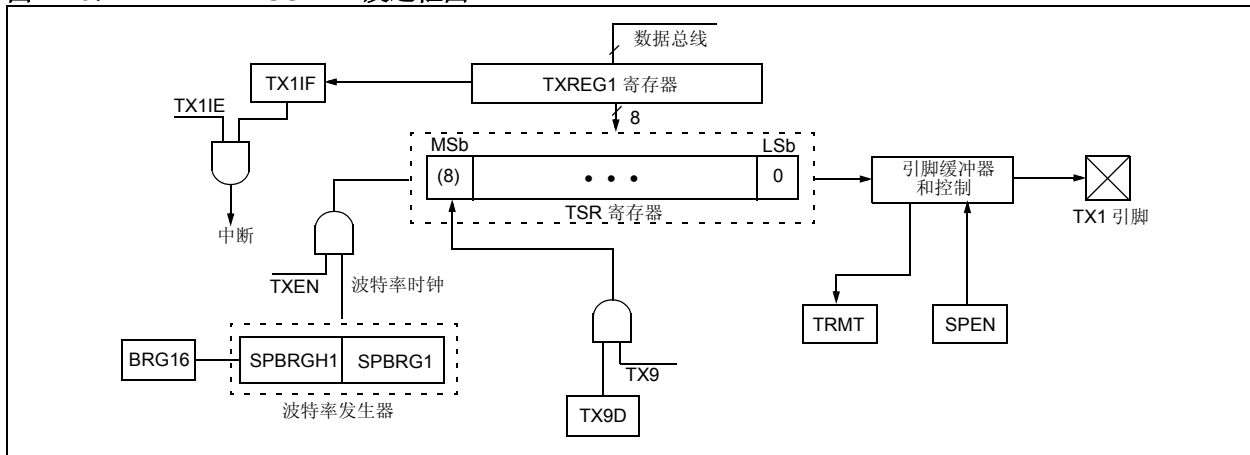 数据总线
TXREG1 寄存器
TX1IF
TX1IE
8
MSb
LSb
(8)
• • •
0
TSR 寄存器
引脚缓冲器
和控制
TX1 引脚
中断
TXEN
波特率时钟
TRMT
SPEN
BRG16
SPBRGH1
SPBRG1
TX9
波特率发生器
TX9D